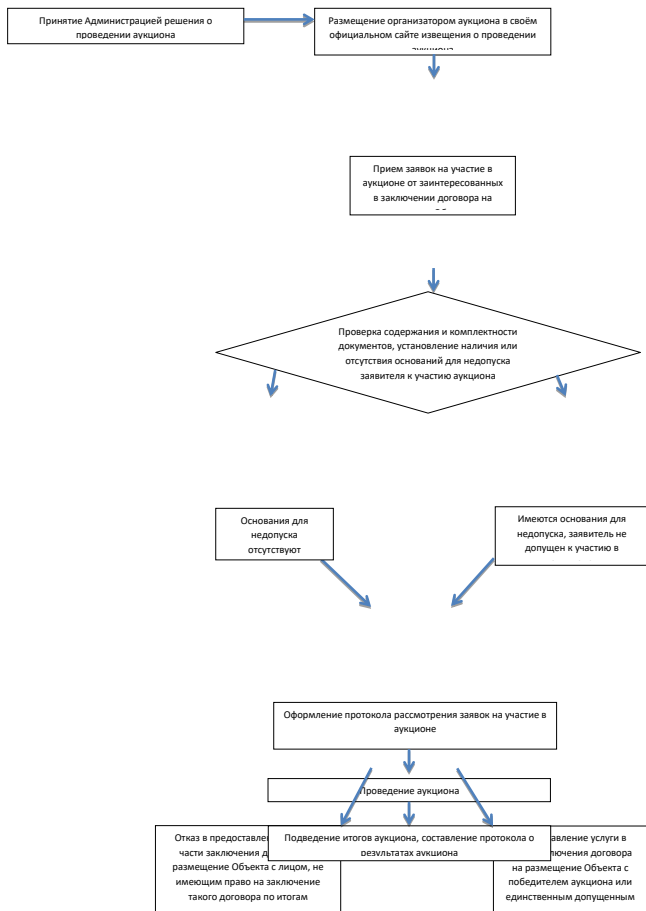 Принятие Администрацией решения о
проведении аукциона
Размещение организатором аукциона в своём
официальном сайте извещения о проведении
аукциона
Прием заявок на участие в
аукционе от заинтересованных
в заключении договора на
Проверка содержания и комплектности
документов, установление наличия или
отсутствия оснований для недопуска
заявителя к участию аукциона
Основания для
недопуска
отсутствуют
Имеются основания для
недопуска, заявитель не
допущен к участию в
Оформление протокола рассмотрения заявок на участие в
аукционе
Проведение аукциона
Подведение итогов аукциона, составление протокола о
результатах аукциона
Отказ в
части заключения
размещение Объекта с лицом, не
имеющим право на заключение
такого договора по итогам
услуги в
договора
на размещение Объекта с
победителем аукциона или
единственным допущенным